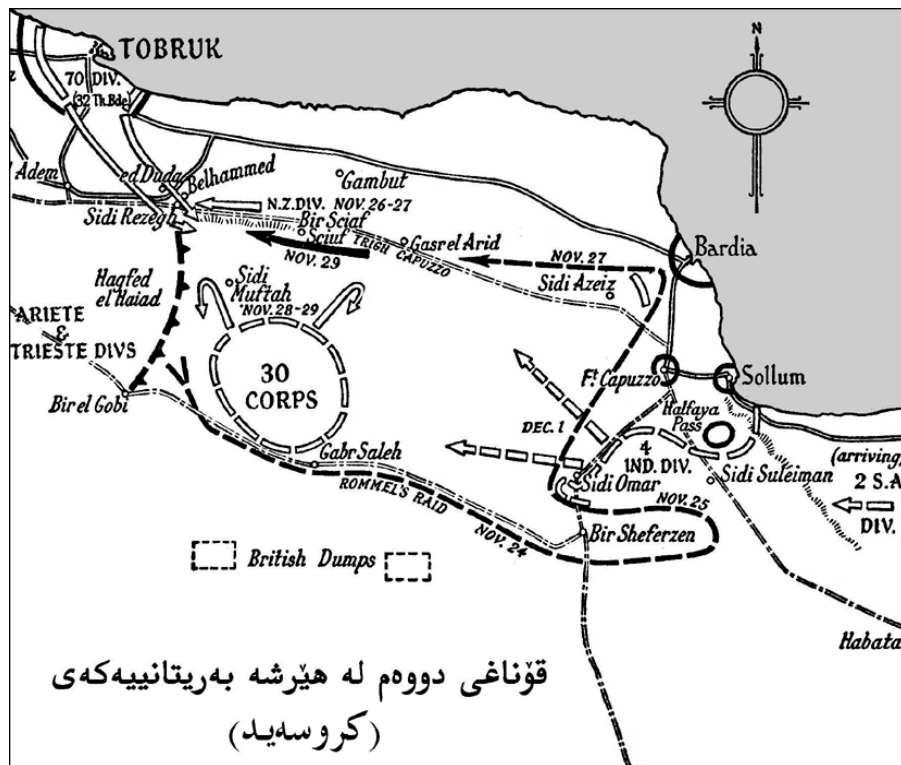 TOBRUK
70 DIV.
(32 Th.Bde)
N
l Adem
ed Duda
Belhammed
Gambut
Sidi Rezegh
N.Z.DIV. NOV. 26-27
Bir Sciaf
Sciuf
TRIGH CAPUZZO
Gasr el Arid
NOV. 29
NOV. 27
Bardia
Sidi Azeiz
Hagfed
el Haiad
Sidi
Muftah
NOV. 28-29
ARIETE
&
TRIESTE DIVS
30
CORPS
Ft. Capuzzo
Sollum
Bir el Gobi
DEC. 1
Halfaya
Pass
4
IND. DIV.
Gabr Saleh
Sidi Omar
Sidi Suleiman
(arriving)
2 S.A
DIV.
ROMMEL'S RAID
NOV. 25
NOV. 24
Bir Sheferzen
British Dumps
Habata
قۆناغی دووەم لە هێرشە بەریتانییەکەی
(کروسەید)